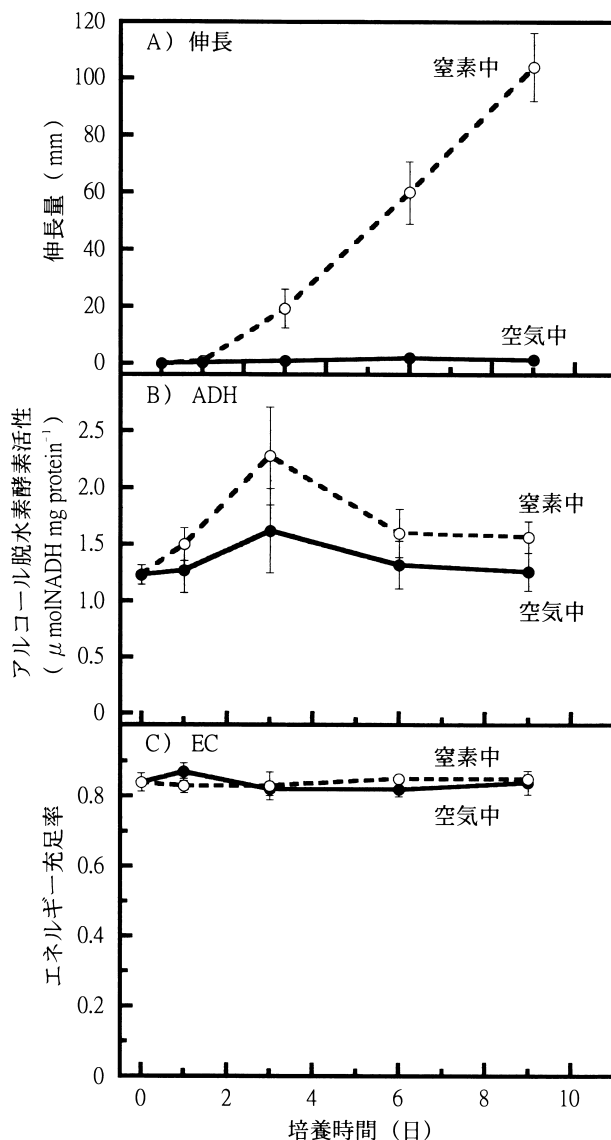 A）伸長
窒素中
空気中
伸長量（mm）
120
100
80
60
40
20
0
B）ADH
窒素中
空気中
アルコール脱水素酵素活性
（μmolNADH mg protein⁻¹）
2.5
2.0
1.5
1.0
0.5
0
C）EC
窒素中
空気中
エネルギー充足率
0.8
0.6
0.4
0.2
0
0 2 4 6 8 10
培養時間（日）